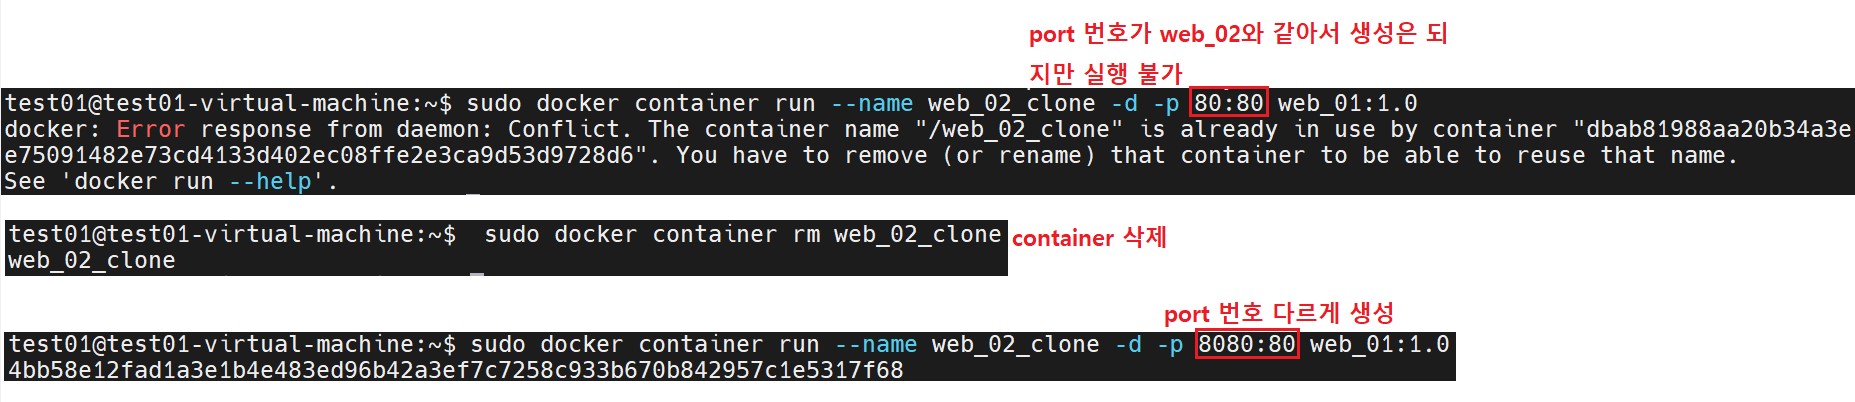 port 번호가 web_02와 같아서 생성은 되
지만 실행 불가
test01@test01-virtual-machine:~$ sudo docker container run --name web_02_clone -d -p 80:80 web_01:1.0
docker: Error response from daemon: Conflict. The container name "/web_02_clone" is already in use by container "dbab81988aa20b34a3e
e75091482e73cd4133d402ec08ffe2e3ca9d53d9728d6". You have to remove (or rename) that container to be able to reuse that name.
See 'docker run --help'.
test01@test01-virtual-machine:~$  sudo docker container rm web_02_clone container 삭제
web_02_clone
port 번호 다르게 생성
test01@test01-virtual-machine:~$ sudo docker container run --name web_02_clone -d -p 8080:80 web_01:1.0
4bb58e12fad1a3e1b4e483ed96b42a3ef7c7258c933b670b842957c1e5317f68